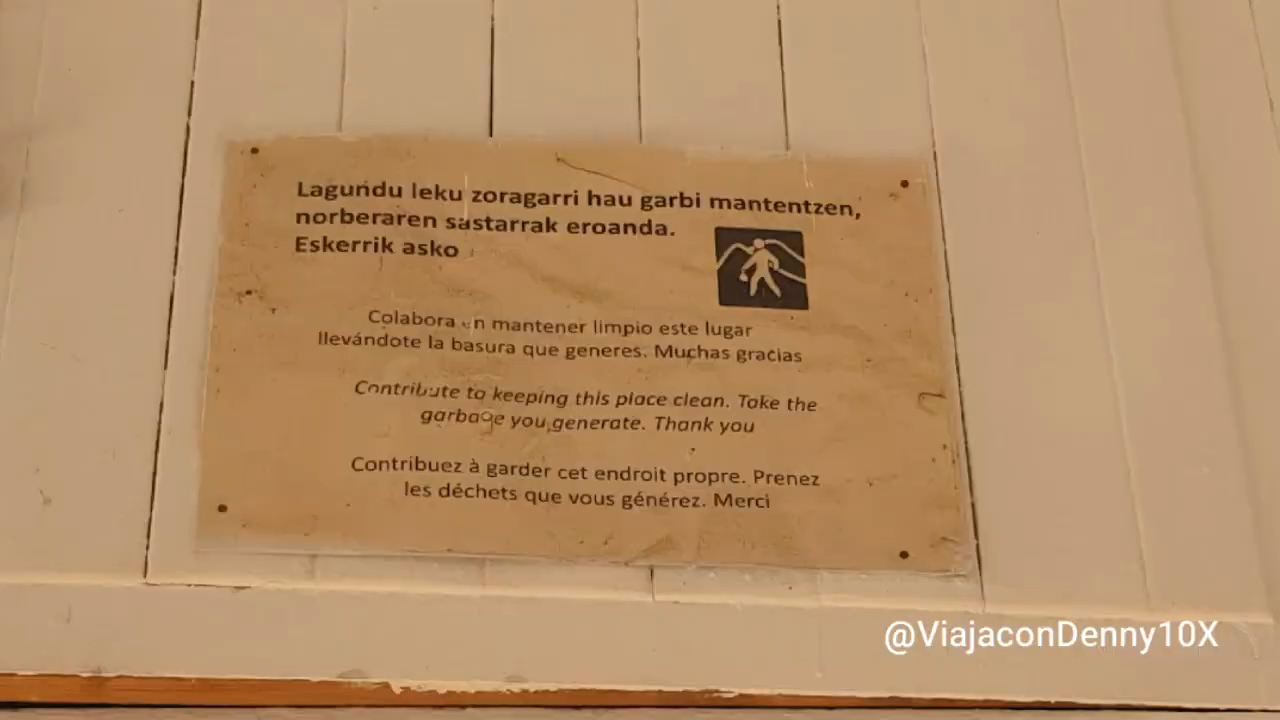 Lagundu leku zoragarri hau garbi mantentzen,
norberaren sastarrak eroanda.
Eskerrik asko
Colabora en mantener limpio este lugar
llevándote la basura que generes. Muchas gracias
Contribute to keeping this place clean. Take the
garbage you generate. Thank you
Contribuez à garder cet endroit propre. Prenez
les déchets que vous générez. Merci
@ViajaconDenny10X